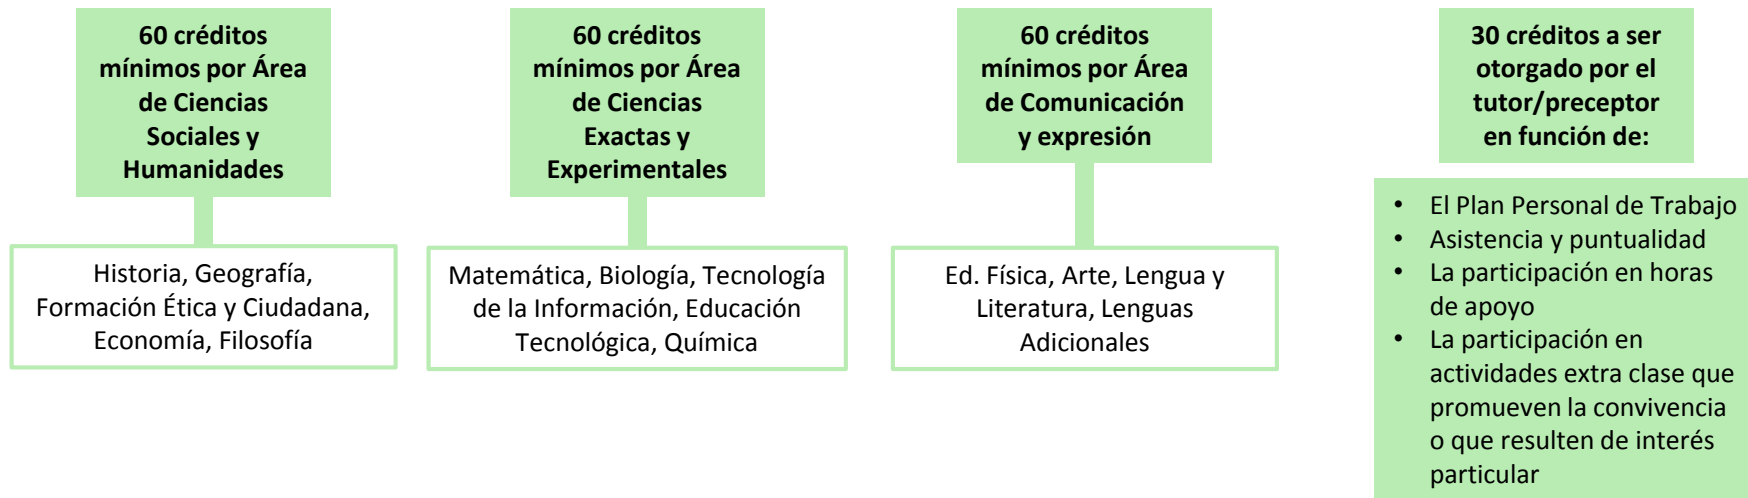 60 créditos
mínimos por Área
de Ciencias
Sociales y
Humanidades
Historia, Geografía,
Formación Ética y Ciudadana,
Economía, Filosofía
60 créditos
mínimos por Área
de Ciencias
Exactas y
Experimentales
Matemática, Biología, Tecnología
de la Información, Educación
Tecnológica, Química
60 créditos
mínimos por Área
de Comunicación
y expresión
Ed. Física, Arte, Lengua y
Literatura, Lenguas
Adicionales
30 créditos a ser
otorgado por el
tutor/preceptor
en función de:
• El Plan Personal de Trabajo
• Asistencia y puntualidad
• La participación en horas
de apoyo
• La participación en
actividades extra clase que
promueven la convivencia
o que resulten de interés
particular